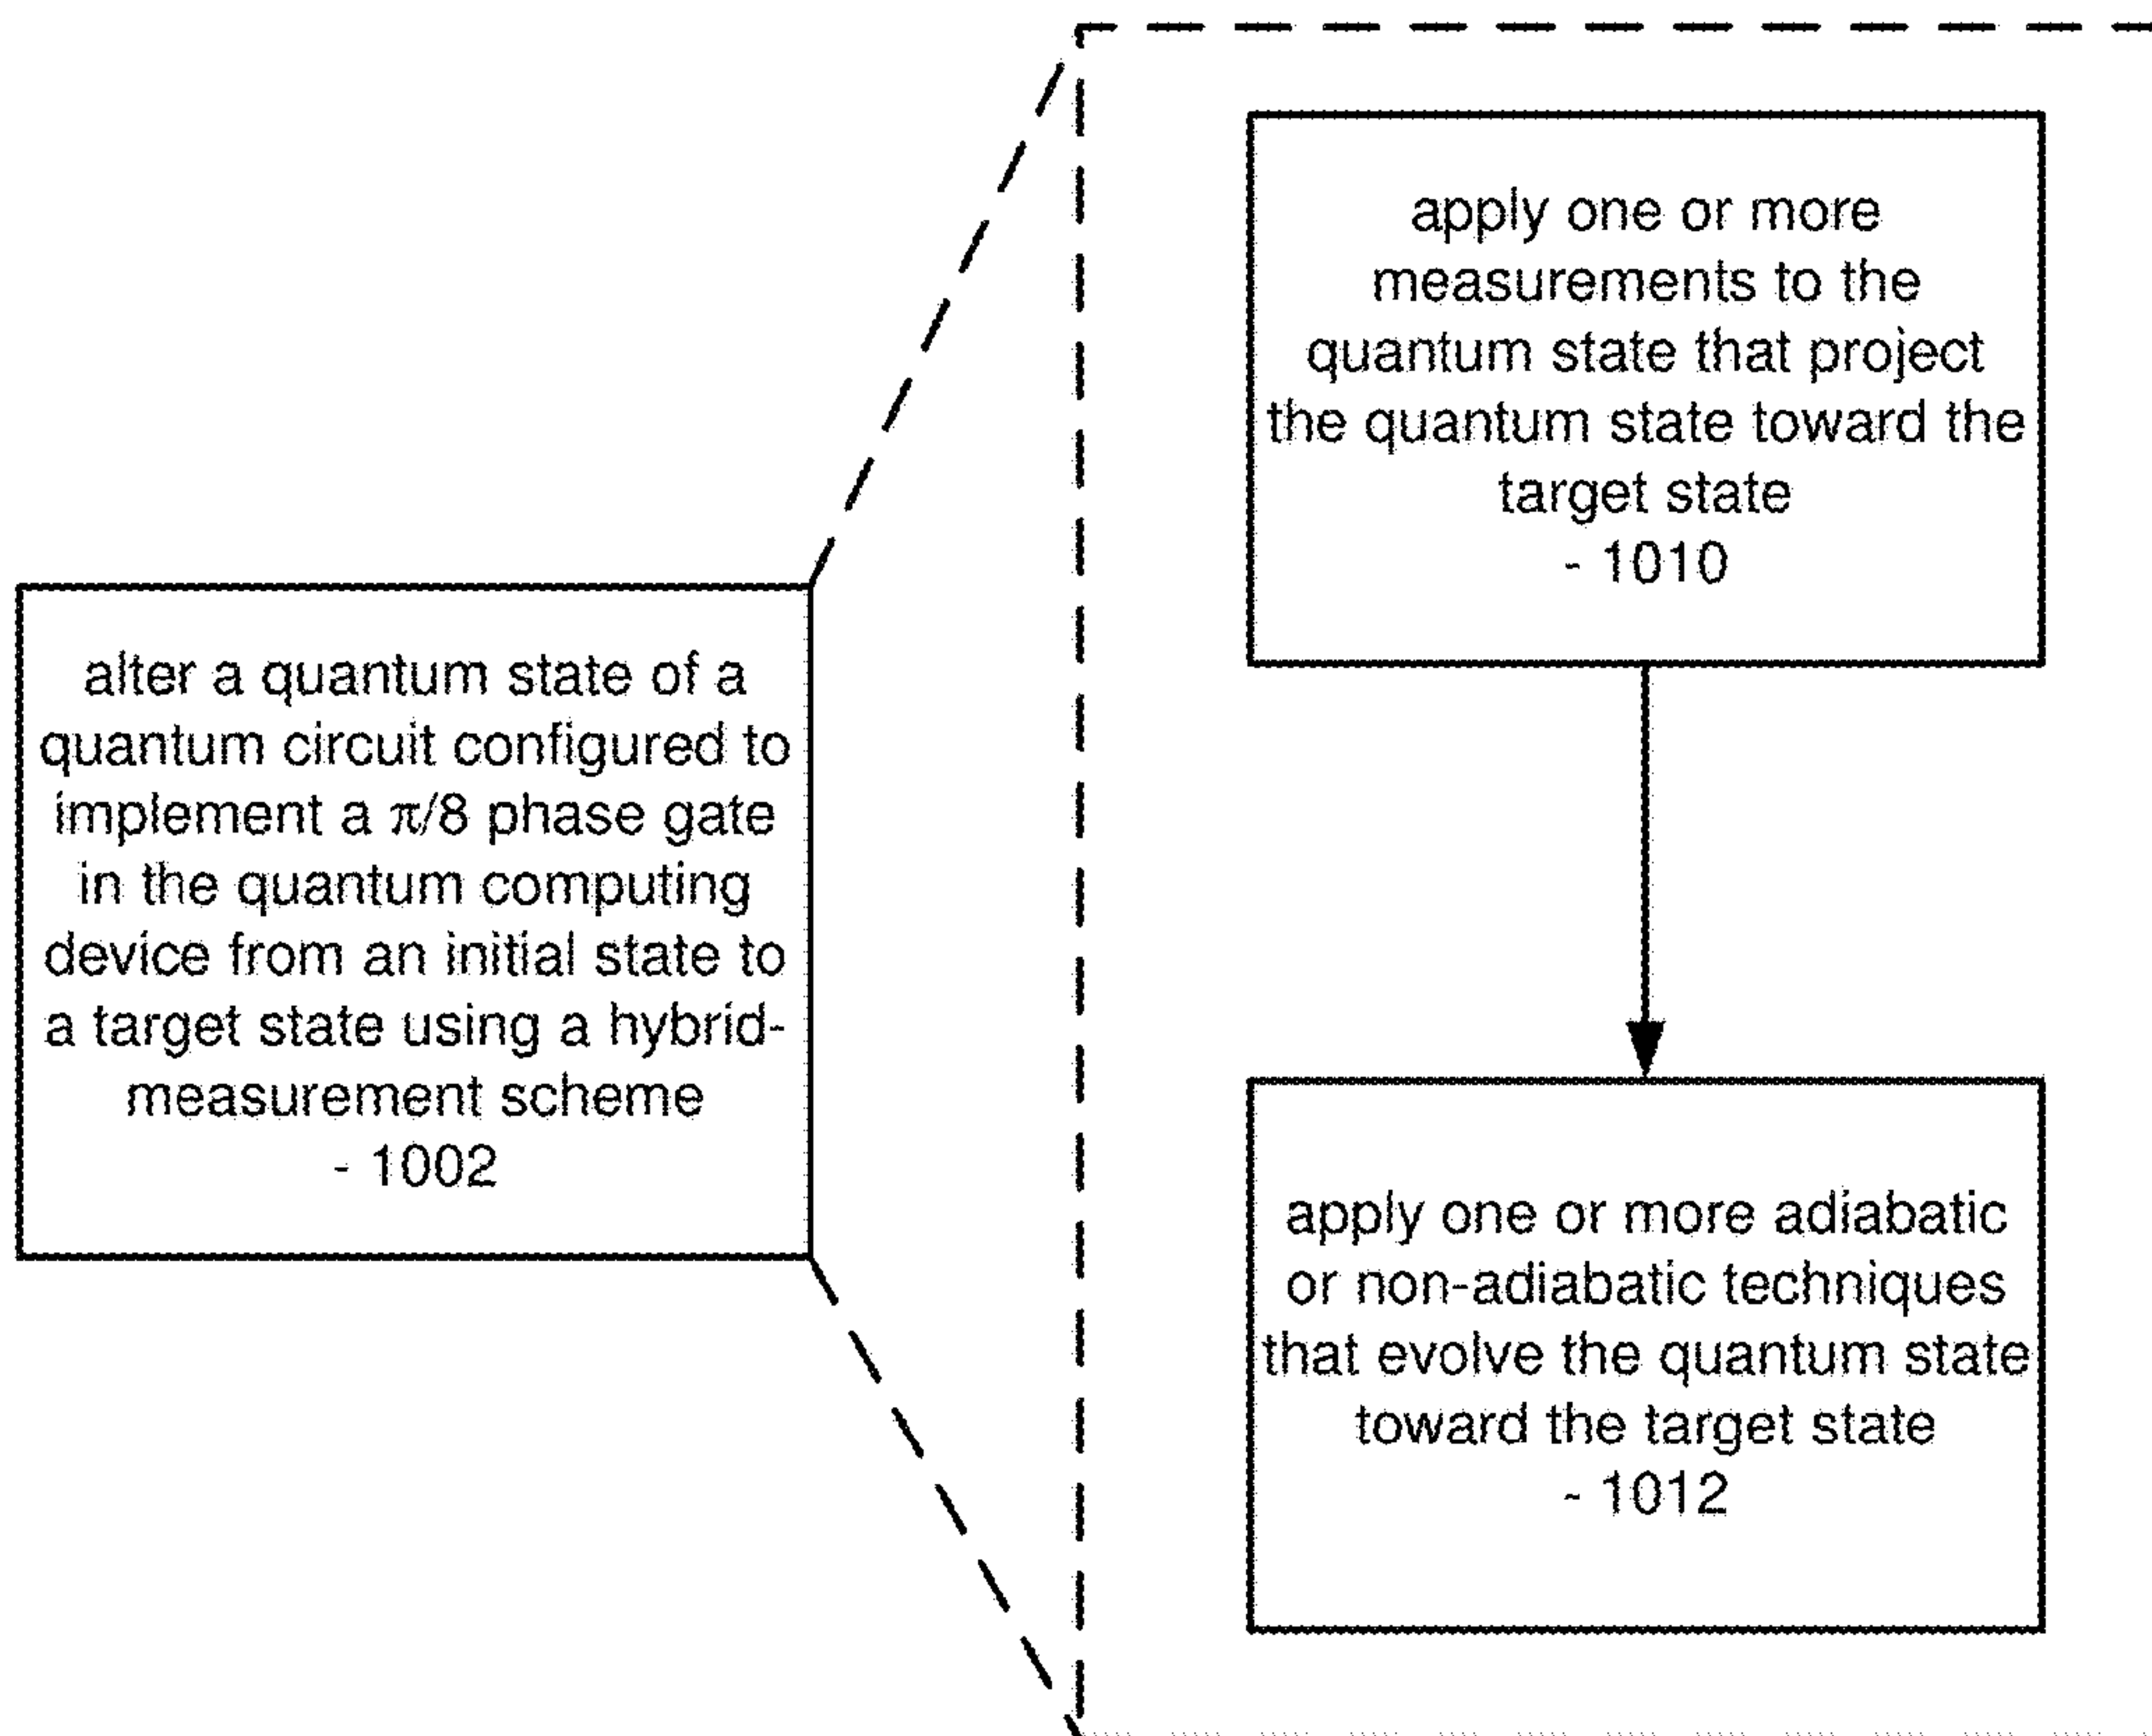 alter a quantum state of a
quantum circuit configured to
implement a π/8 phase gate
in the quantum computing
device from an initial state to
a target state using a hybrid-
measurement scheme
- 1002
apply one or more
measurements to the
quantum state that project
the quantum state toward the
target state
- 1010
apply one or more adiabatic
or non-adiabatic techniques
that evolve the quantum state
toward the target state
- 1012